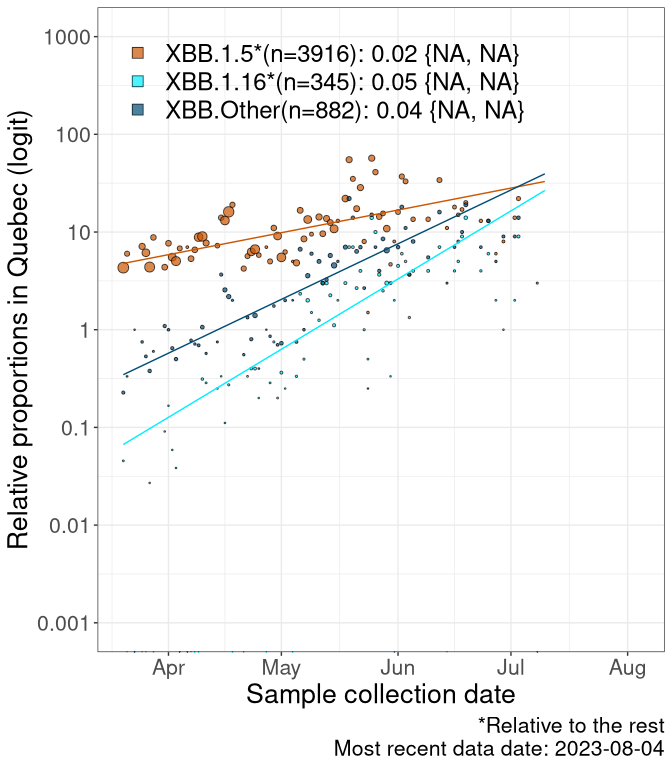 1000
100
10
1
0.1
0.01
0.001
Relative proportions in Quebec (logit)
XBB.1.5*(n=3916): 0.02 {NA, NA}
XBB.1.16*(n=345): 0.05 {NA, NA}
XBB.Other(n=882): 0.04 {NA, NA}
Apr May Jun Jul Aug
Sample collection date
*Relative to the rest
Most recent data date: 2023-08-04